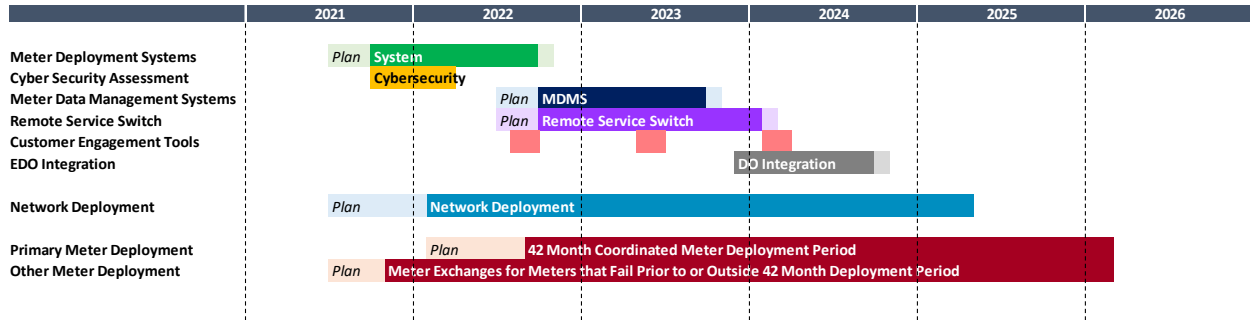 2021 2022 2023 2024 2025 2026
Meter Deployment Systems Plan System
Cyber Security Assessment Cybersecurity
Meter Data Management Systems Plan MDMS
Remote Service Switch Plan Remote Service Switch
Customer Engagement Tools
EDO Integration DO Integration
Network Deployment Plan Network Deployment
Primary Meter Deployment Plan 42 Month Coordinated Meter Deployment Period
Other Meter Deployment Plan Meter Exchanges for Meters that Fail Prior to or Outside 42 Month Deployment Period